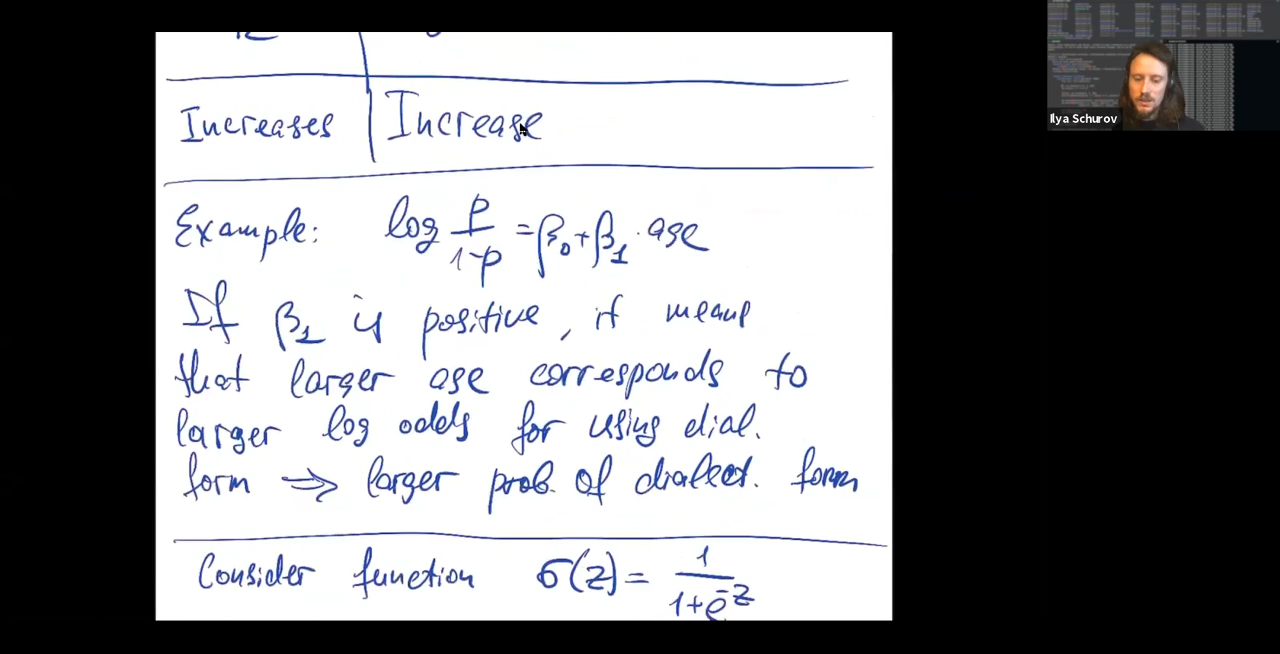 Increases | Increase
Example: log p/1-p = β₀ + β₁ · age
If β₁ is positive, it means
that larger age corresponds to
larger log odds for using dial.
form ⇒ larger prob. of dialect. form
Consider function σ(z) = 1/1+e^-z
Ilya Schurov